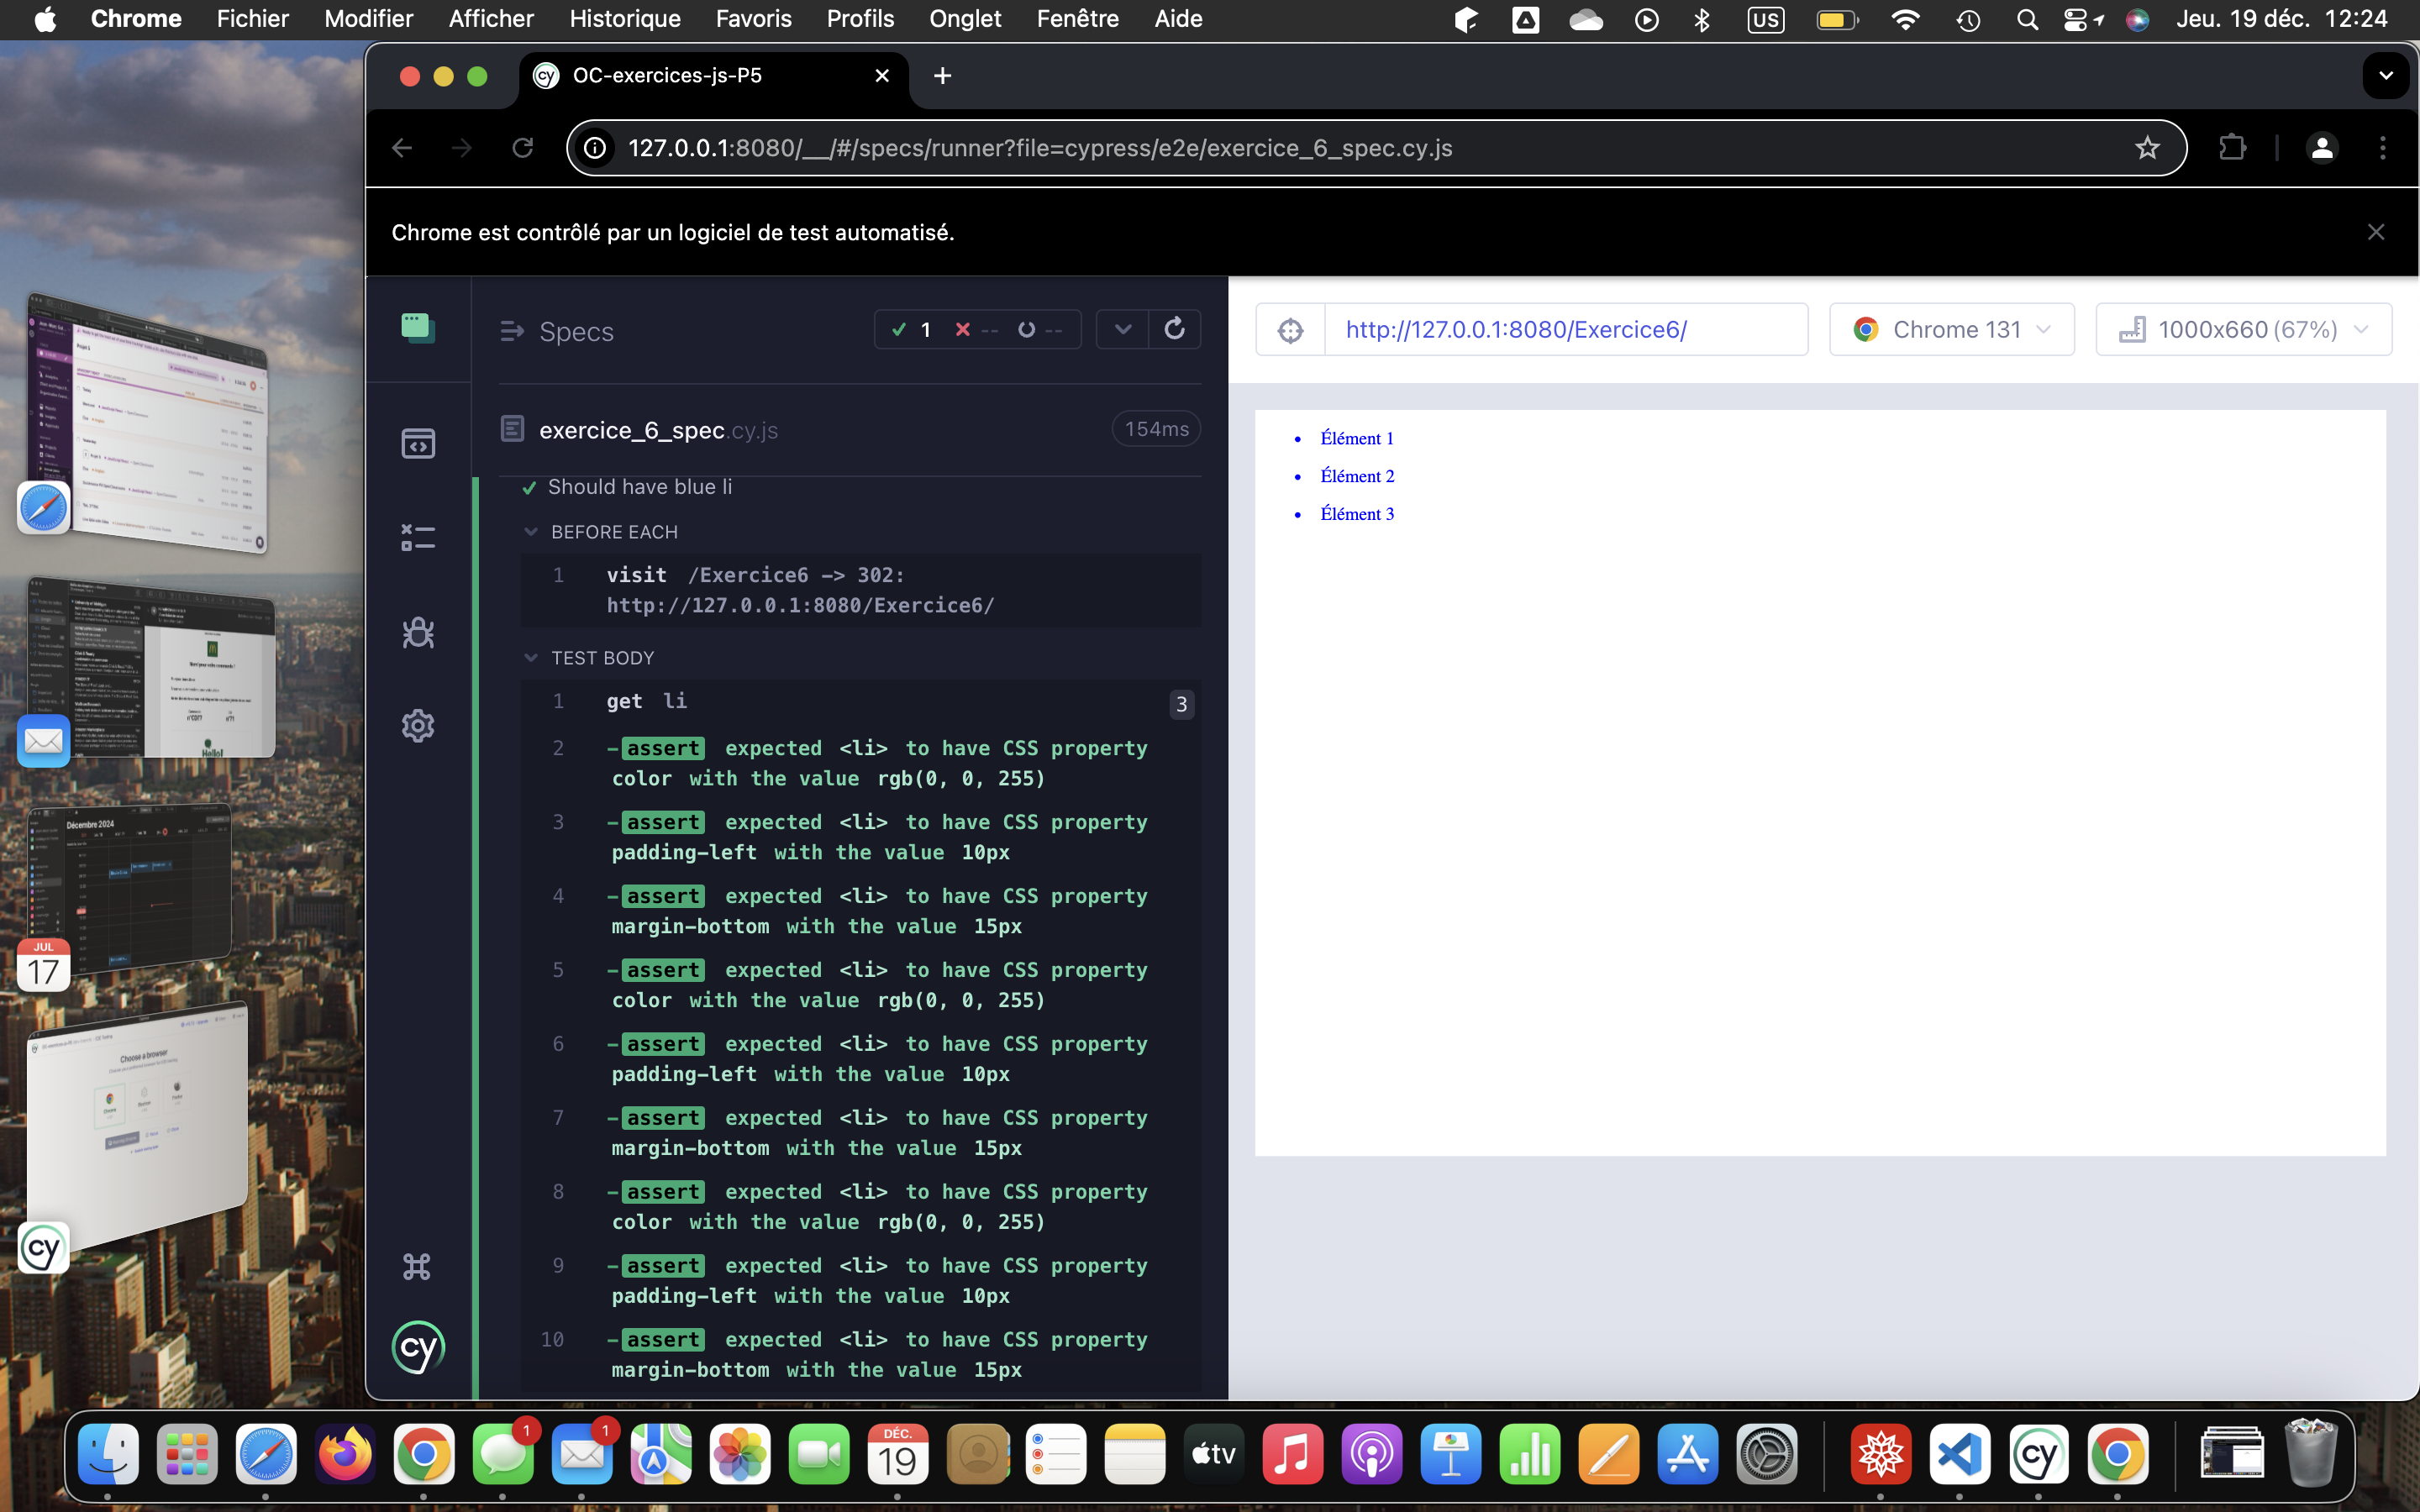 Chrome Fichier Modifier Afficher Historique Favoris Profils Onglet Fenêtre Aide US Jeu. 19 déc. 12:24
cy OC-exercices-js-P5
127.0.0.1:8080/__/#/specs/runner?file=cypress/e2e/exercice_6_spec.cy.js
Chrome est contrôlé par un logiciel de test automatisé.
Specs 1 -- --
exercice_6_spec.cy.js 154ms
Should have blue li
BEFORE EACH
1 visit /Exercice6 -> 302:
http://127.0.0.1:8080/Exercice6/
TEST BODY
1 get li 3
2 -assert expected <li> to have CSS property
color with the value rgb(0, 0, 255)
3 -assert expected <li> to have CSS property
padding-left with the value 10px
4 -assert expected <li> to have CSS property
margin-bottom with the value 15px
5 -assert expected <li> to have CSS property
color with the value rgb(0, 0, 255)
6 -assert expected <li> to have CSS property
padding-left with the value 10px
7 -assert expected <li> to have CSS property
margin-bottom with the value 15px
8 -assert expected <li> to have CSS property
color with the value rgb(0, 0, 255)
9 -assert expected <li> to have CSS property
padding-left with the value 10px
10 -assert expected <li> to have CSS property
margin-bottom with the value 15px
cy
http://127.0.0.1:8080/Exercice6/ Chrome 131 1000x660 (67%)
• Élément 1
• Élément 2
• Élément 3
Décembre 2024
JUL
17
Choose a browser
cy
1
1
DÉC.
19
tv
cy